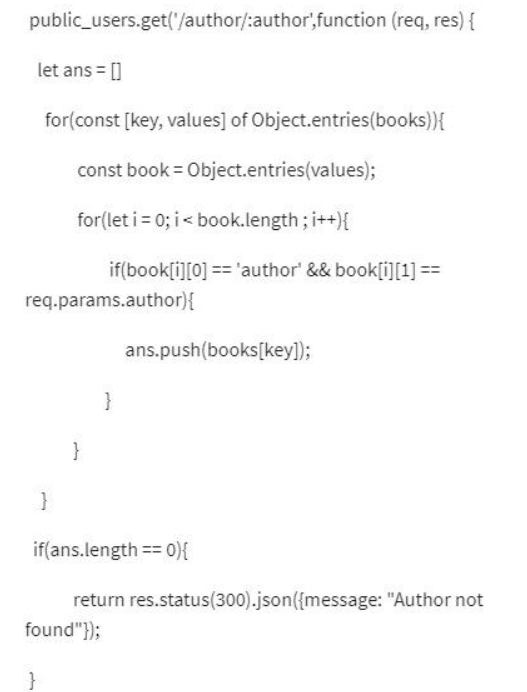 public_users.get('/author/:author',function (req, res) {
let ans = []
for(const [key, values] of Object.entries(books)){
const book = Object.entries(values);
for(let i = 0; i < book.length ; i++){
if(book[i][0] == 'author' && book[i][1] ==
req.params.author){
ans.push(books[key]);
}
}
}
if(ans.length == 0){
return res.status(300).json({message: "Author not
found"});
}